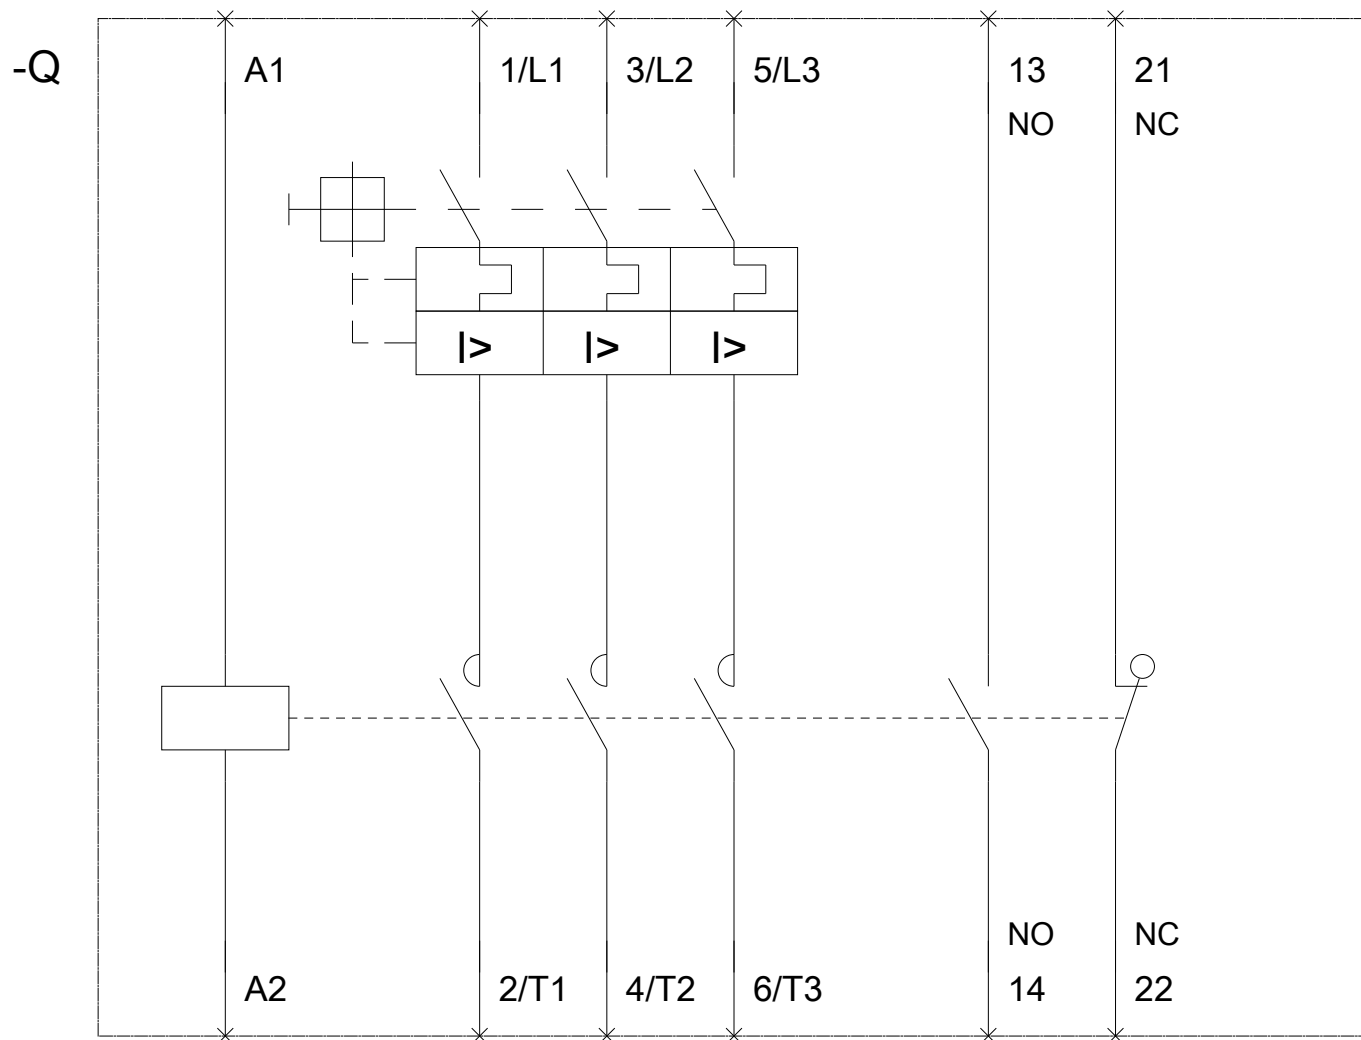 -Q
A1 1/L1 3/L2 5/L3 13 21
NO NC
|> |> |>
NO NC
A2 2/T1 4/T2 6/T3 14 22